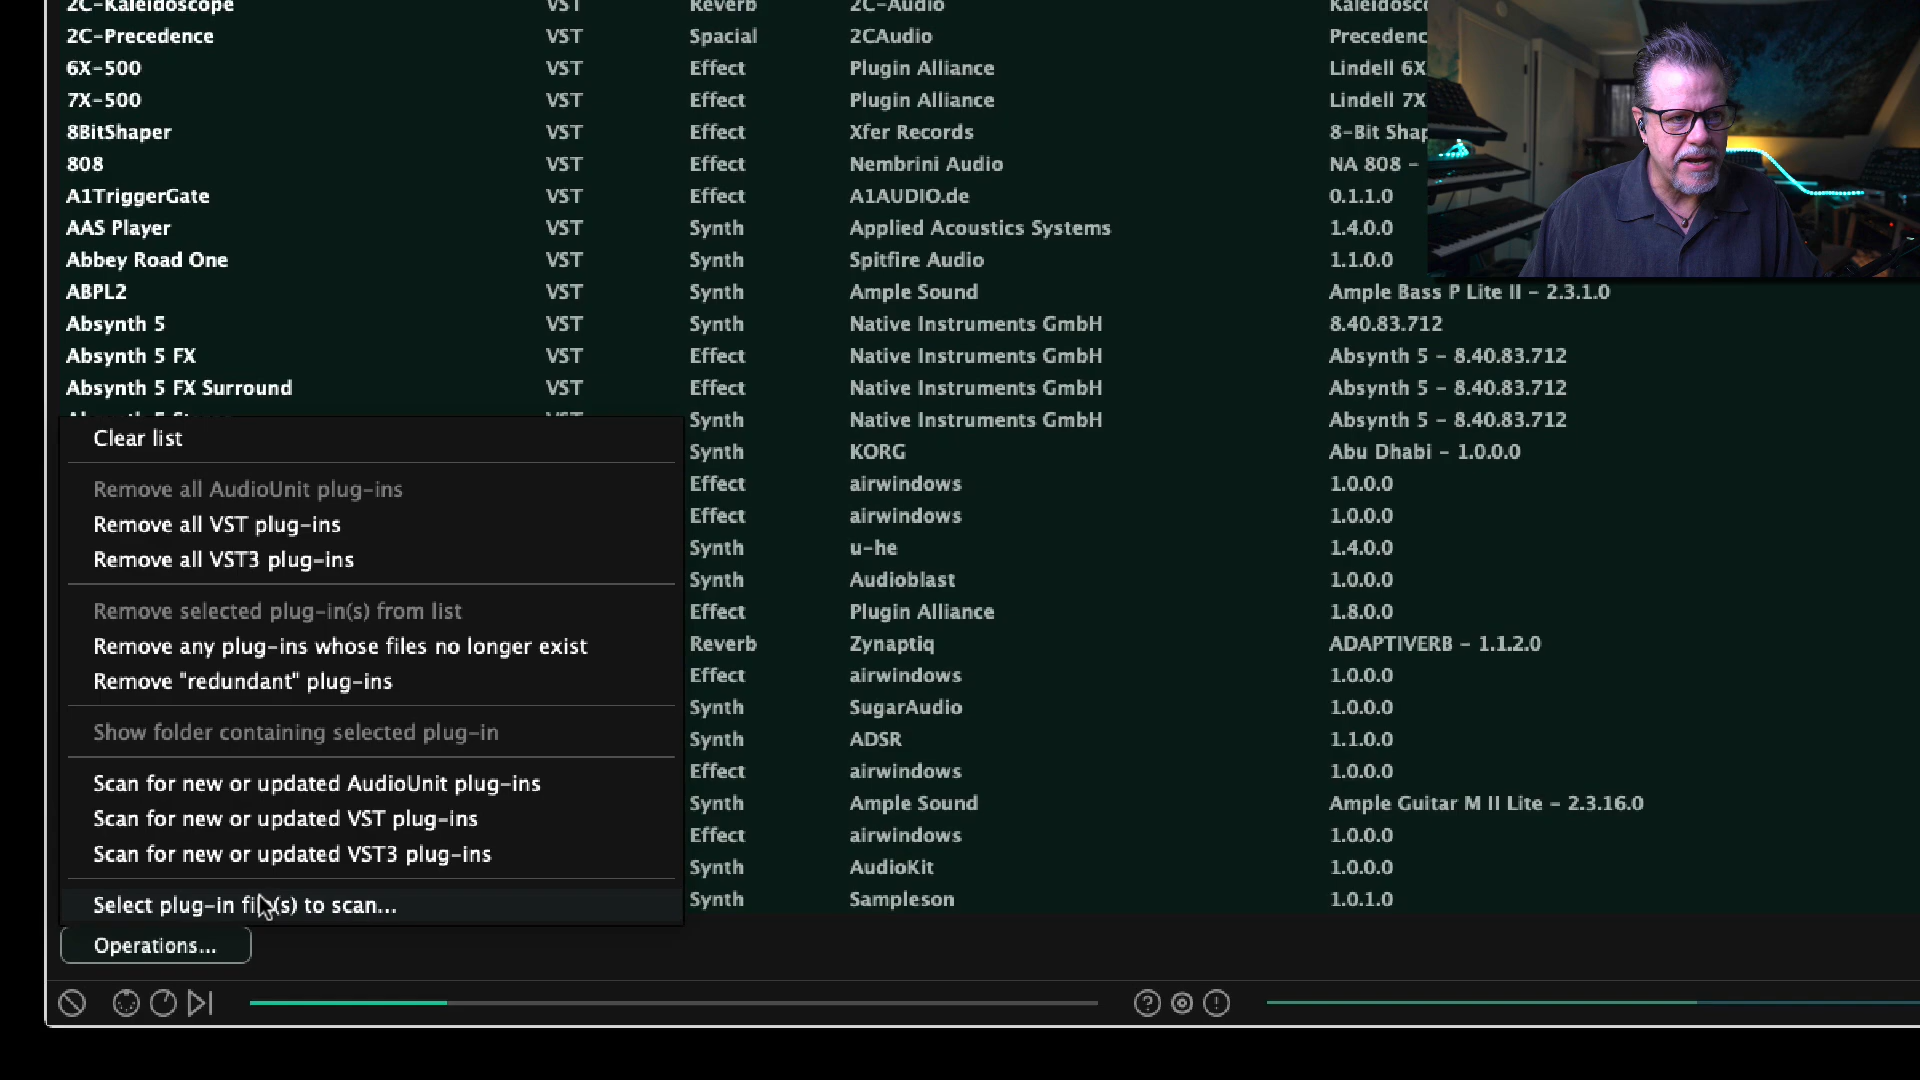 2C-Kaleidoscope VST Reverb 2C-Audio
2C-Precedence VST Spacial 2CAudio
6X-500 VST Effect Plugin Alliance Lindell 6X
7X-500 VST Effect Plugin Alliance Lindell 7X
8BitShaper VST Effect Xfer Records 8-Bit Shap
808 VST Effect Nembrini Audio NA 808 –
A1TriggerGate VST Effect A1AUDIO.de 0.1.1.0
AAS Player VST Synth Applied Acoustics Systems 1.4.0.0
Abbey Road One VST Synth Spitfire Audio 1.1.0.0
ABPL2 VST Synth Ample Sound Ample Bass P Lite II – 2.3.1.0
Absynth 5 VST Synth Native Instruments GmbH 8.40.83.712
Absynth 5 FX VST Effect Native Instruments GmbH Absynth 5 – 8.40.83.712
Absynth 5 FX Surround VST Effect Native Instruments GmbH Absynth 5 – 8.40.83.712
Synth Native Instruments GmbH Absynth 5 – 8.40.83.712
Synth KORG Abu Dhabi – 1.0.0.0
Effect airwindows 1.0.0.0
Effect airwindows 1.0.0.0
Synth u-he 1.4.0.0
Synth Audioblast 1.0.0.0
Effect Plugin Alliance 1.8.0.0
Reverb Zynaptiq ADAPTIVERB – 1.1.2.0
Effect airwindows 1.0.0.0
Synth SugarAudio 1.0.0.0
Synth ADSR 1.1.0.0
Effect airwindows 1.0.0.0
Synth Ample Sound Ample Guitar M II Lite – 2.3.16.0
Effect airwindows 1.0.0.0
Synth AudioKit 1.0.0.0
Synth Sampleson 1.0.1.0
Clear list
Remove all AudioUnit plug-ins
Remove all VST plug-ins
Remove all VST3 plug-ins
Remove selected plug-in(s) from list
Remove any plug-ins whose files no longer exist
Remove "redundant" plug-ins
Show folder containing selected plug-in
Scan for new or updated AudioUnit plug-ins
Scan for new or updated VST plug-ins
Scan for new or updated VST3 plug-ins
Select plug-in file(s) to scan...
Operations...